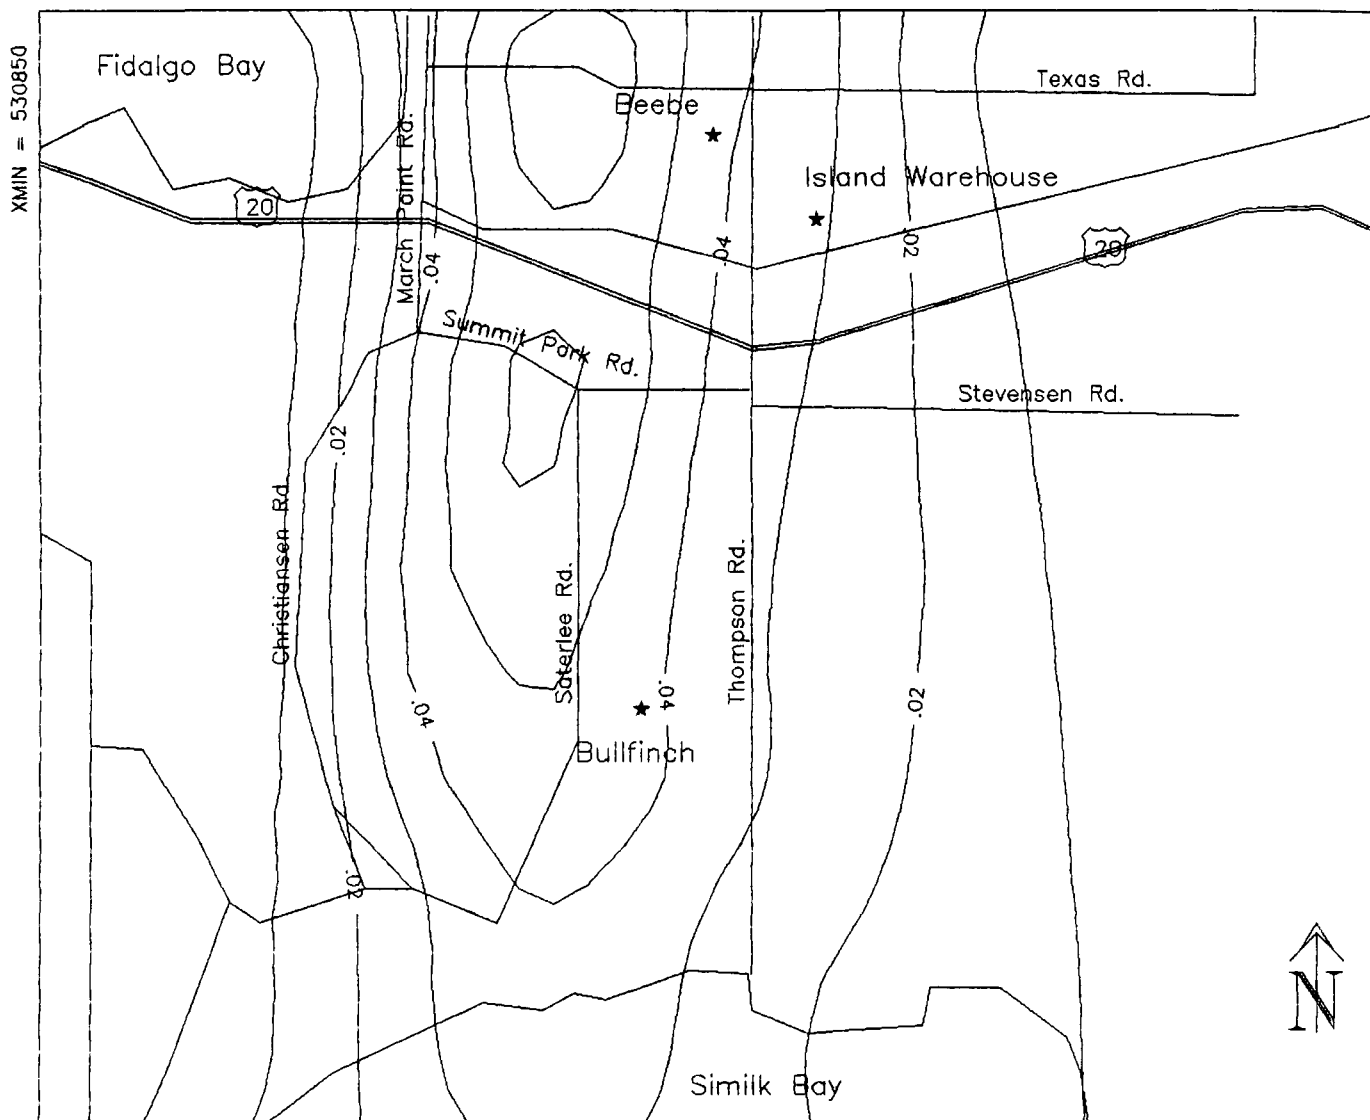 XMIN = 530850
Fidalgo Bay
Texas Rd.
Beebe
March Point Rd.
Island Warehouse
20
.04
.04
.02
20
Summit Park Rd.
Stevensen Rd.
.02
Christiansen Rd.
Saterlee Rd.
Thompson Rd.
.04
.04
.02
Bullfinch
.02
N
Similk Bay